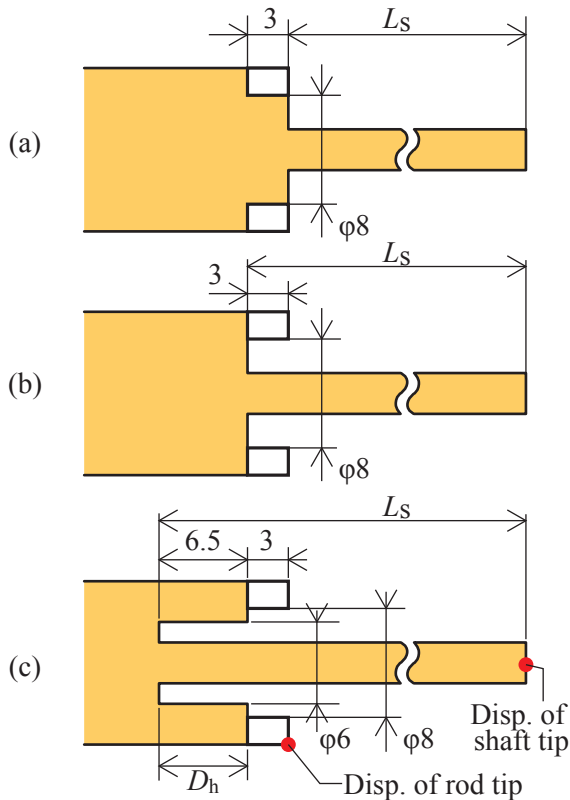 3
Ls
(a)
φ8
Ls
3
(b)
φ8
Ls
6.5
3
(c)
φ6
φ8
Disp. of
shaft tip
Dh
Disp. of rod tip